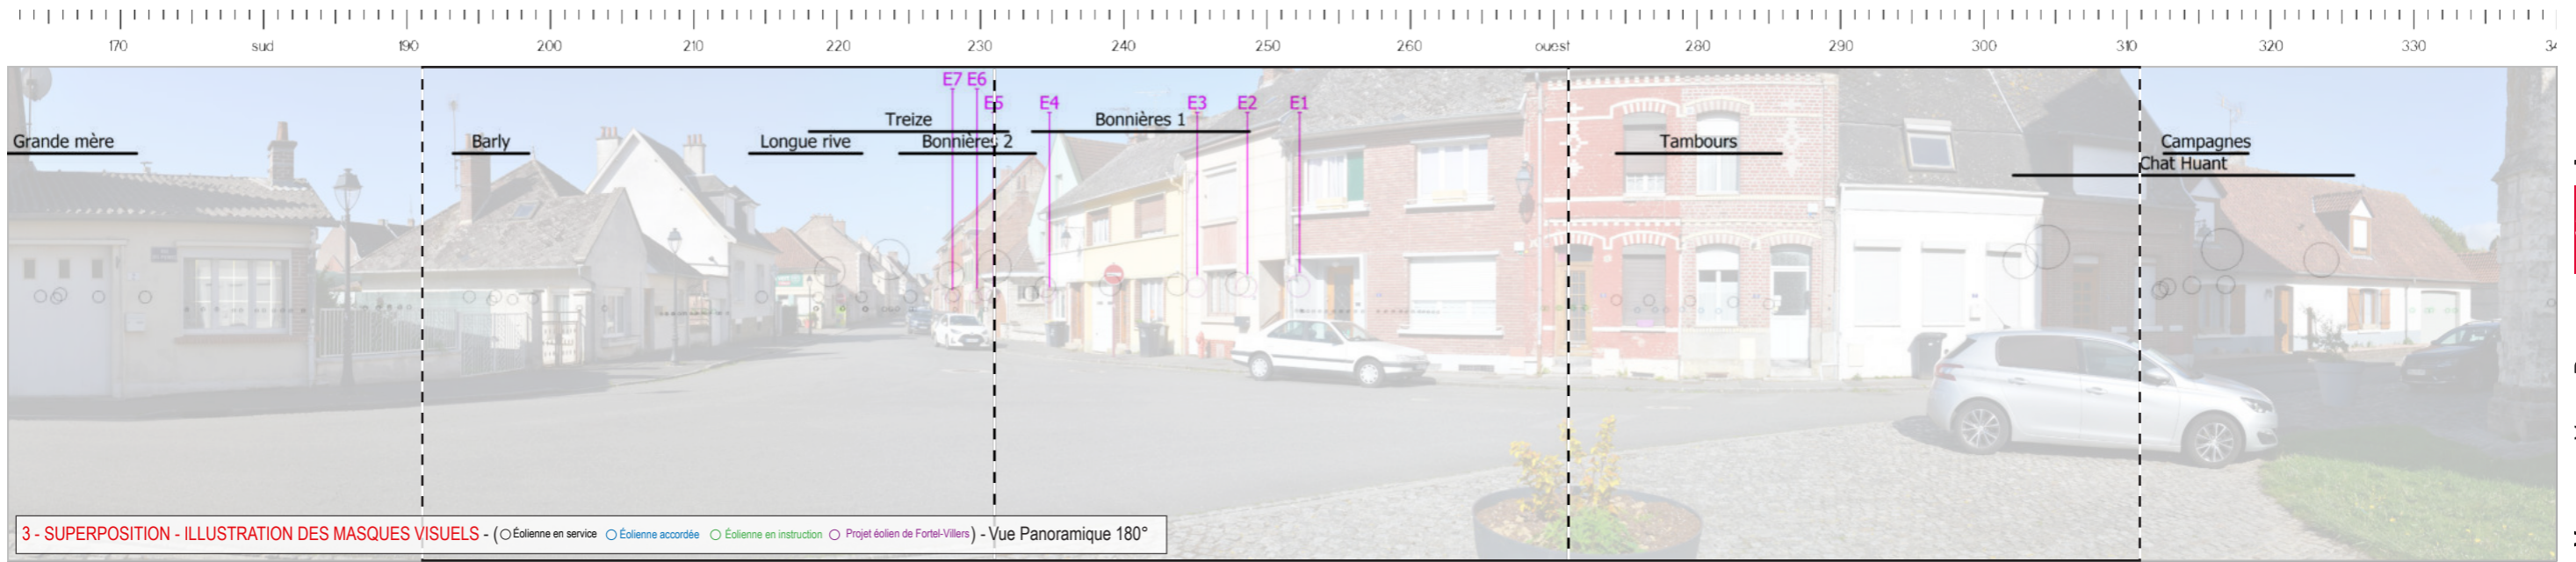 170 sud 190 200 210 220 230 240 250 260 ouest 280 290 300 310 320 330
E7 E6
E5 E4 E3 E2 E1
Treize Bonnières 1
Grande mère Barly Longue rive Bonnières 2 Tambours Campagnes
Chat Huant
3 - SUPERPOSITION - ILLUSTRATION DES MASQUES VISUELS - ( Éolienne en service Éolienne accordée Éolienne en instruction Projet éolien de Fortel-Villers ) - Vue Panoramique 180°